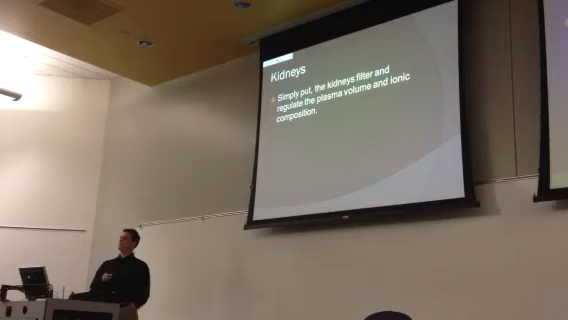 Kidneys
Simply put, the kidneys filter and
regulate the plasma volume and ionic
composition.